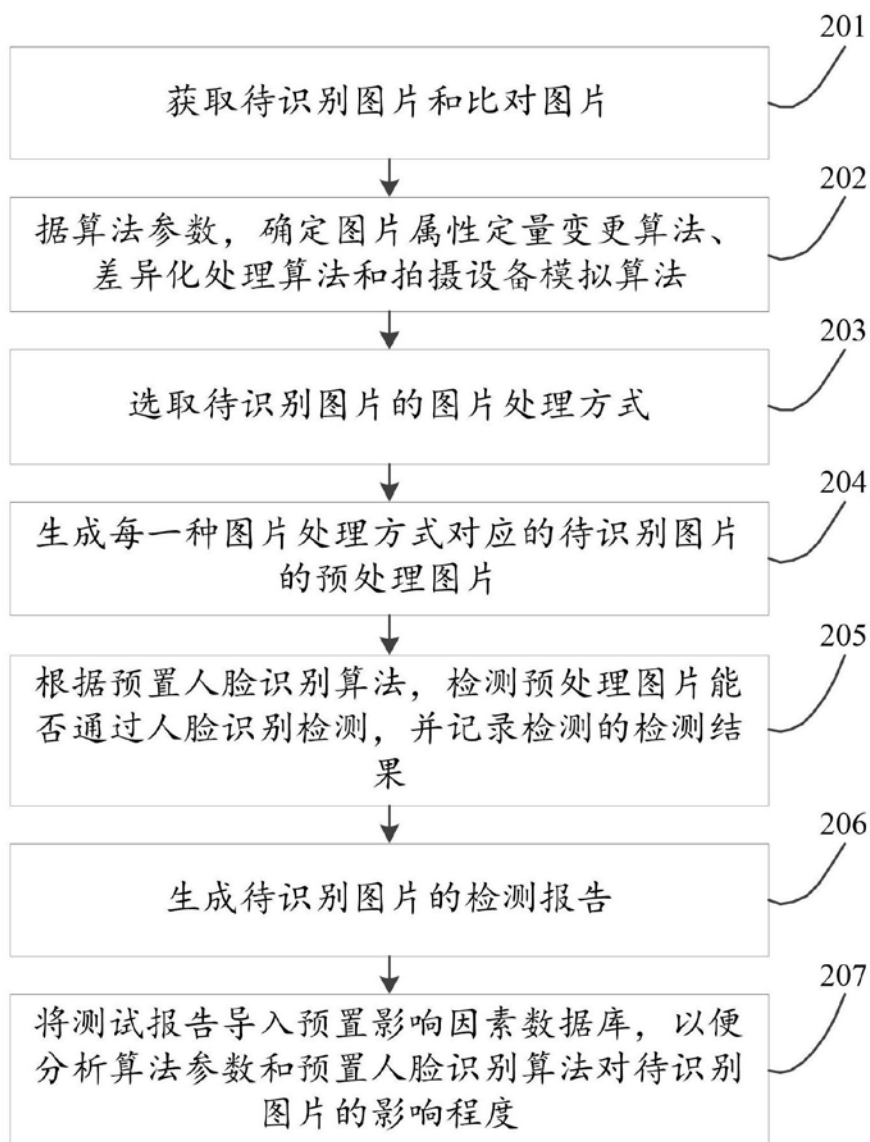 201
获取待识别图片和比对图片
202
据算法参数，确定图片属性定量变更算法、
差异化处理算法和拍摄设备模拟算法
203
选取待识别图片的图片处理方式
204
生成每一种图片处理方式对应的待识别图片
的预处理图片
205
根据预置人脸识别算法，检测预处理图片能
否通过人脸识别检测，并记录检测的检测结
果
206
生成待识别图片的检测报告
207
将测试报告导入预置影响因素数据库，以便
分析算法参数和预置人脸识别算法对待识别
图片的影响程度